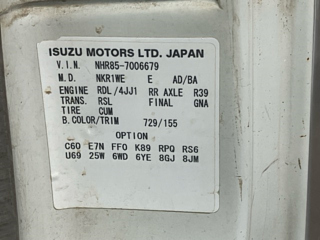 ISUZU MOTORS LTD. JAPAN
V.I.N. NHR85-7006679
M.D. NKR1WE E AD/BA
ENGINE RDL/4JJ1 RR AXLE R39
TRANS. RSL FINAL GNA
TIRE CUM
B.COLOR/TRIM 729/155
OPTION
C60 E7N FF0 K89 RPQ RS6
U69 25W 6WD 6YE 8GJ 8JM